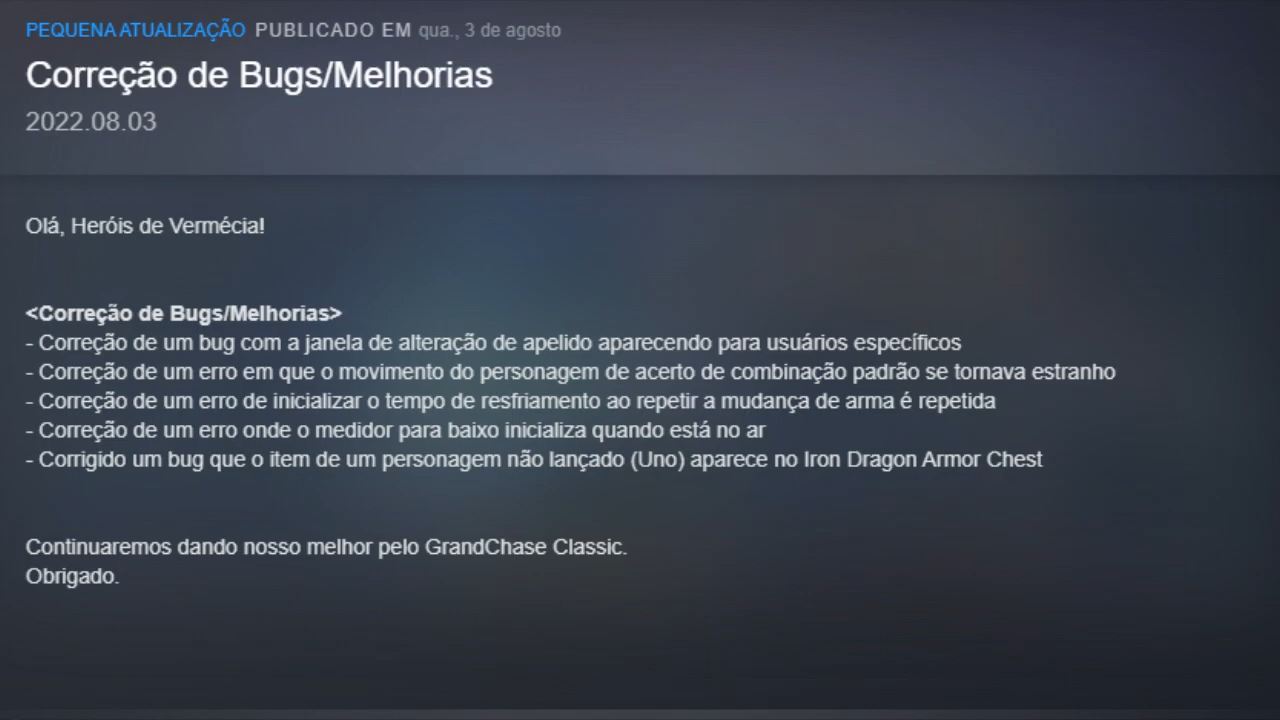 PEQUENA ATUALIZAÇÃO PUBLICADO EM qua., 3 de agosto
Correção de Bugs/Melhorias
2022.08.03
Olá, Heróis de Vermécia!
<Correção de Bugs/Melhorias>
- Correção de um bug com a janela de alteração de apelido aparecendo para usuários específicos
- Correção de um erro em que o movimento do personagem de acerto de combinação padrão se tornava estranho
- Correção de um erro de inicializar o tempo de resfriamento ao repetir a mudança de arma é repetida
- Correção de um erro onde o medidor para baixo inicializa quando está no ar
- Corrigido um bug que o item de um personagem não lançado (Uno) aparece no Iron Dragon Armor Chest
Continuaremos dando nosso melhor pelo GrandChase Classic.
Obrigado.